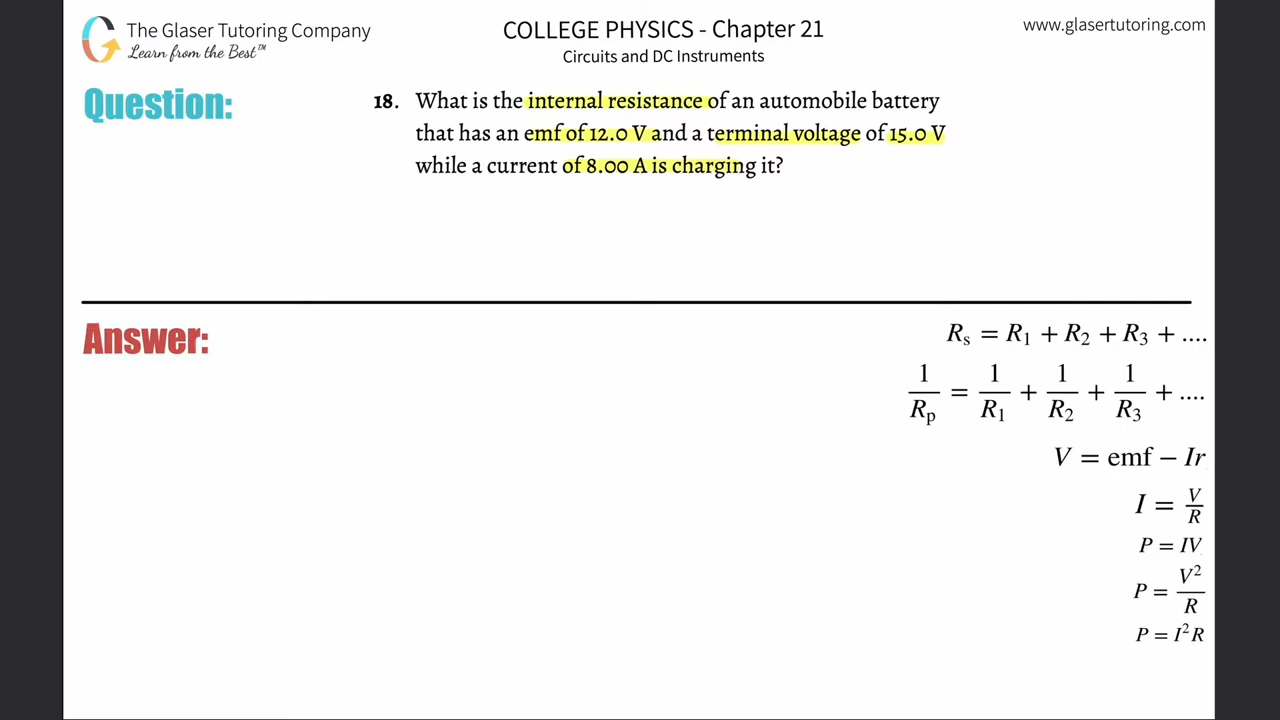 The Glaser Tutoring Company
Learn from the Best™
COLLEGE PHYSICS - Chapter 21
Circuits and DC Instruments
www.glasertutoring.com
Question:
18. What is the internal resistance of an automobile battery
that has an emf of 12.0 V and a terminal voltage of 15.0 V
while a current of 8.00 A is charging it?
Answer:
Rs = R1 + R2 + R3 + ....
1/Rp = 1/R1 + 1/R2 + 1/R3 + ....
V = emf − Ir
I = V/R
P = IV
P = V²/R
P = I²R